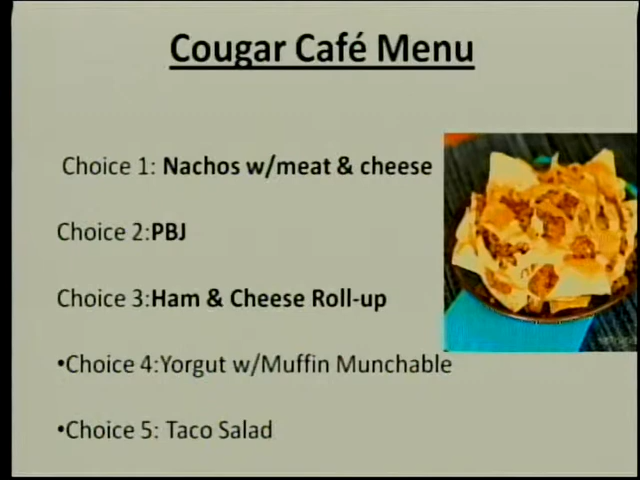 Cougar Café Menu
Choice 1: Nachos w/meat & cheese
Choice 2:PBJ
Choice 3:Ham & Cheese Roll-up
•Choice 4:Yorgut w/Muffin Munchable
•Choice 5: Taco Salad